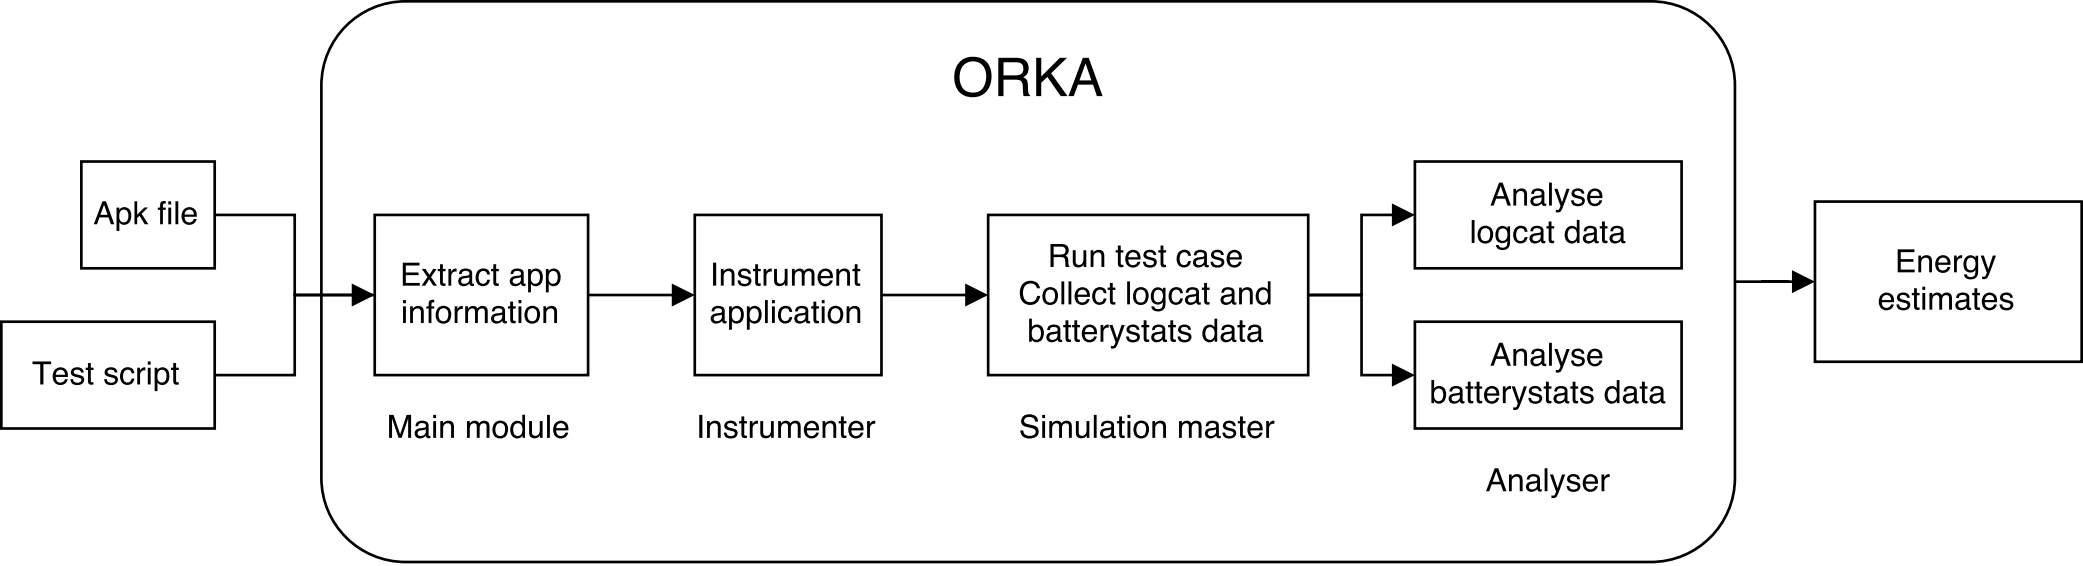 ORKA
Apk file
Test script
Extract app
information
Main module
Instrument
application
Instrumenter
Run test case
Collect logcat and
batterystats data
Simulation master
Analyse
logcat data
Analyse
batterystats data
Analyser
Energy
estimates